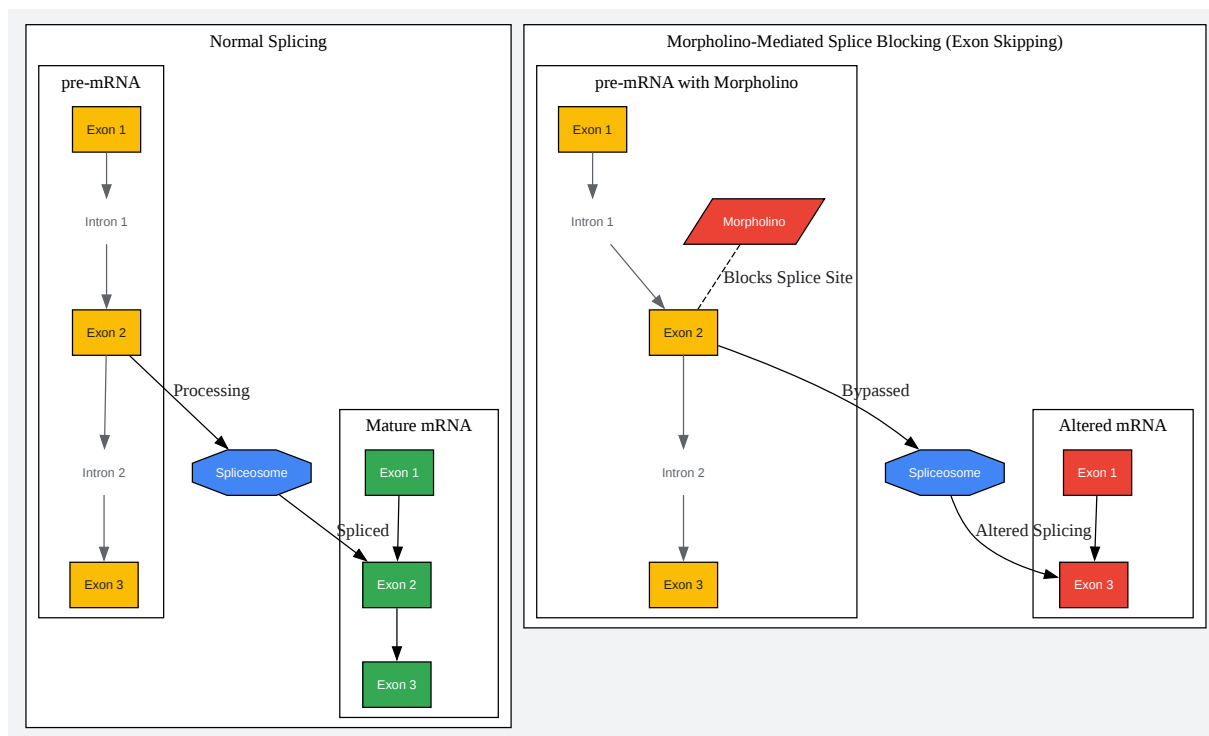 Normal Splicing
pre-mRNA
Exon 1
Intron 1
Exon 2
Processing
Intron 2
Spliceosome
Exon 3
Mature mRNA
Exon 1
Spliced
Exon 2
Exon 3
Morpholino-Mediated Splice Blocking (Exon Skipping)
pre-mRNA with Morpholino
Exon 1
Intron 1
Morpholino
Blocks Splice Site
Exon 2
Bypassed
Intron 2
Spliceosome
Exon 3
Altered mRNA
Exon 1
Altered Splicing
Exon 3